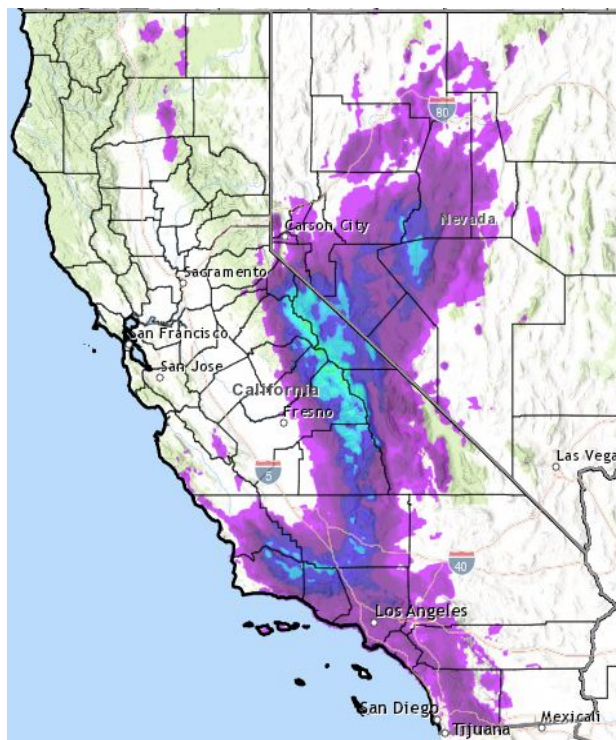 80
Nevada
Carson City
Sacramento
San Francisco
San Jose
California
Fresno
Las Vega
5
40
Los Angeles
San Diego
Tijuana
Mexicali